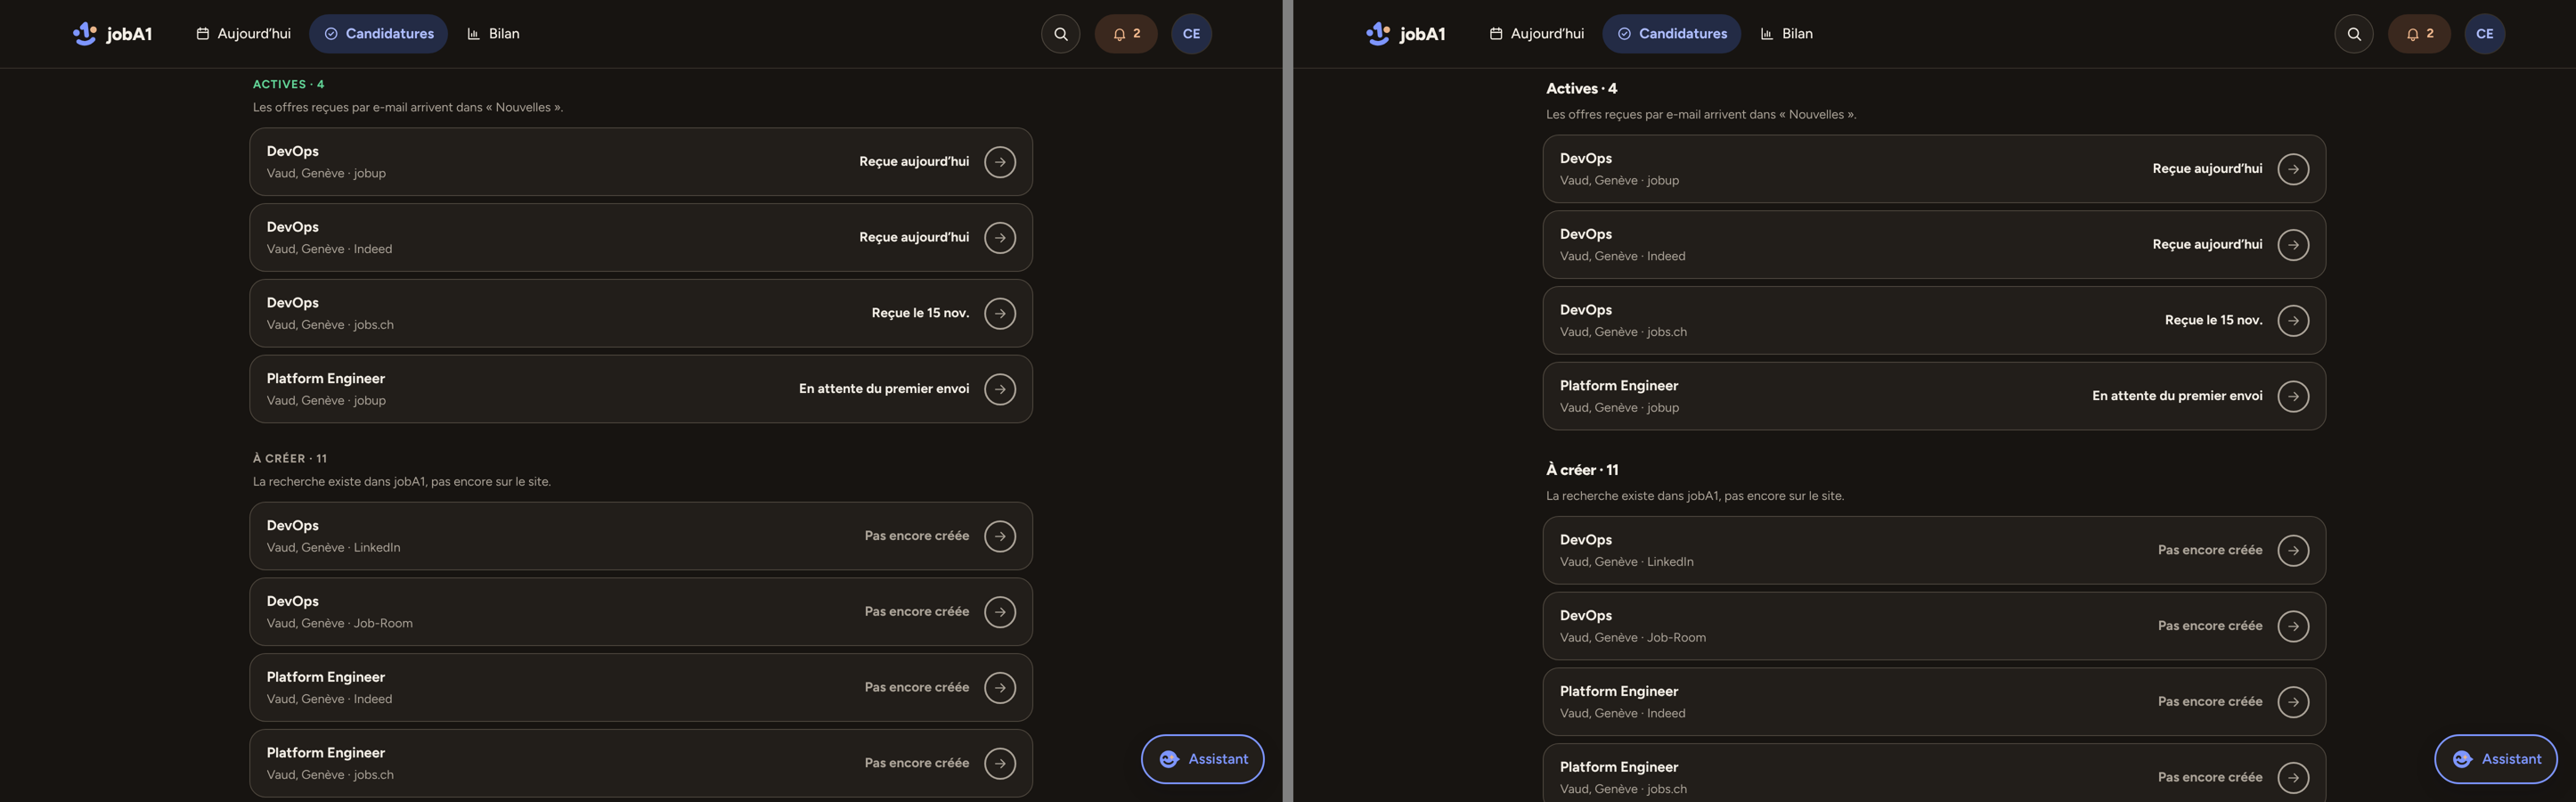 jobA1 Aujourd'hui Candidatures Bilan 2 CE
ACTIVES · 4
Les offres reçues par e-mail arrivent dans « Nouvelles ».
DevOps
Vaud, Genève · jobup
Reçue aujourd'hui
DevOps
Vaud, Genève · Indeed
Reçue aujourd'hui
DevOps
Vaud, Genève · jobs.ch
Reçue le 15 nov.
Platform Engineer
Vaud, Genève · jobup
En attente du premier envoi
À CRÉER · 11
La recherche existe dans jobA1, pas encore sur le site.
DevOps
Vaud, Genève · LinkedIn
Pas encore créée
DevOps
Vaud, Genève · Job-Room
Pas encore créée
Platform Engineer
Vaud, Genève · Indeed
Pas encore créée
Platform Engineer
Vaud, Genève · jobs.ch
Pas encore créée
Assistant
jobA1 Aujourd'hui Candidatures Bilan 2 CE
Actives · 4
Les offres reçues par e-mail arrivent dans « Nouvelles ».
DevOps
Vaud, Genève · jobup
Reçue aujourd'hui
DevOps
Vaud, Genève · Indeed
Reçue aujourd'hui
DevOps
Vaud, Genève · jobs.ch
Reçue le 15 nov.
Platform Engineer
Vaud, Genève · jobup
En attente du premier envoi
À créer · 11
La recherche existe dans jobA1, pas encore sur le site.
DevOps
Vaud, Genève · LinkedIn
Pas encore créée
DevOps
Vaud, Genève · Job-Room
Pas encore créée
Platform Engineer
Vaud, Genève · Indeed
Pas encore créée
Platform Engineer
Vaud, Genève · jobs.ch
Pas encore créée
Assistant